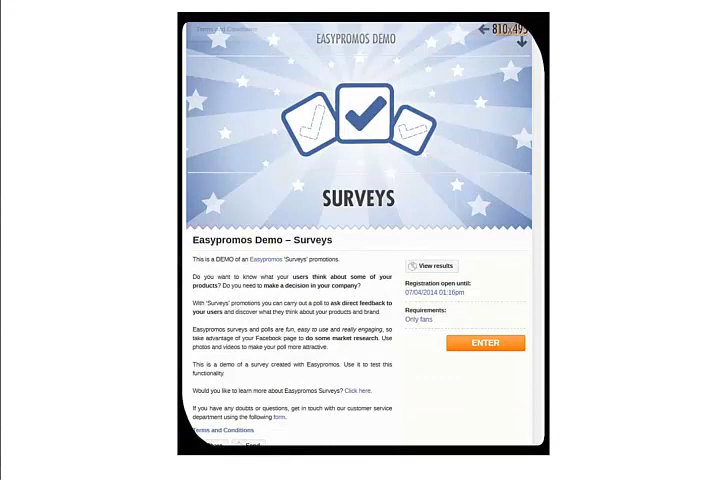 Terms and Conditions
810x495
EASYPROMOS DEMO
SURVEYS
Easypromos Demo – Surveys
This is a DEMO of an Easypromos 'Surveys' promotions.
Do you want to know what your users think about some of your
products? Do you need to make a decision in your company?
With 'Surveys' promotions you can carry out a poll to ask direct feedback to
your users and discover what they think about your products and brand.
Easypromos surveys and polls are fun, easy to use and really engaging, so
take advantage of your Facebook page to do some market research. Use
photos and videos to make your poll more attractive.
This is a demo of a survey created with Easypromos. Use it to test this
functionality.
Would you like to learn more about Easypromos Surveys? Click here.
If you have any doubts or questions, get in touch with our customer service
department using the following form.
Terms and Conditions
Send
View results
Registration open until:
07/04/2014 01:16pm
Requirements:
Only fans
ENTER